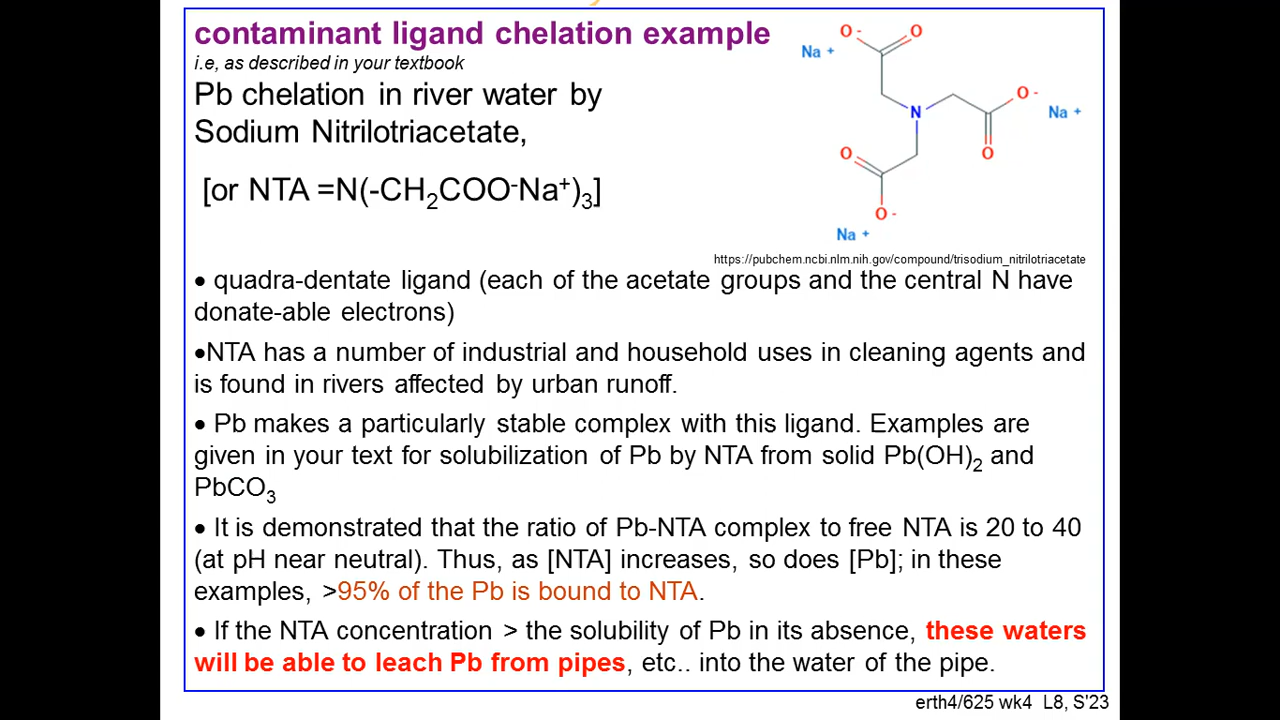 contaminant ligand chelation example
i.e, as described in your textbook
Pb chelation in river water by
Sodium Nitrilotriacetate,
[or NTA =N(-CH₂COO⁻Na⁺)₃]
O -
O
Na +
N
O -
Na +
O
O
O -
Na +
https://pubchem.ncbi.nlm.nih.gov/compound/trisodium_nitrilotriacetate
• quadra-dentate ligand (each of the acetate groups and the central N have
donate-able electrons)
•NTA has a number of industrial and household uses in cleaning agents and
is found in rivers affected by urban runoff.
• Pb makes a particularly stable complex with this ligand. Examples are
given in your text for solubilization of Pb by NTA from solid Pb(OH)₂ and
PbCO₃
• It is demonstrated that the ratio of Pb-NTA complex to free NTA is 20 to 40
(at pH near neutral). Thus, as [NTA] increases, so does [Pb]; in these
examples, >95% of the Pb is bound to NTA.
• If the NTA concentration > the solubility of Pb in its absence, these waters
will be able to leach Pb from pipes, etc.. into the water of the pipe.
erth4/625 wk4 L8, S'23